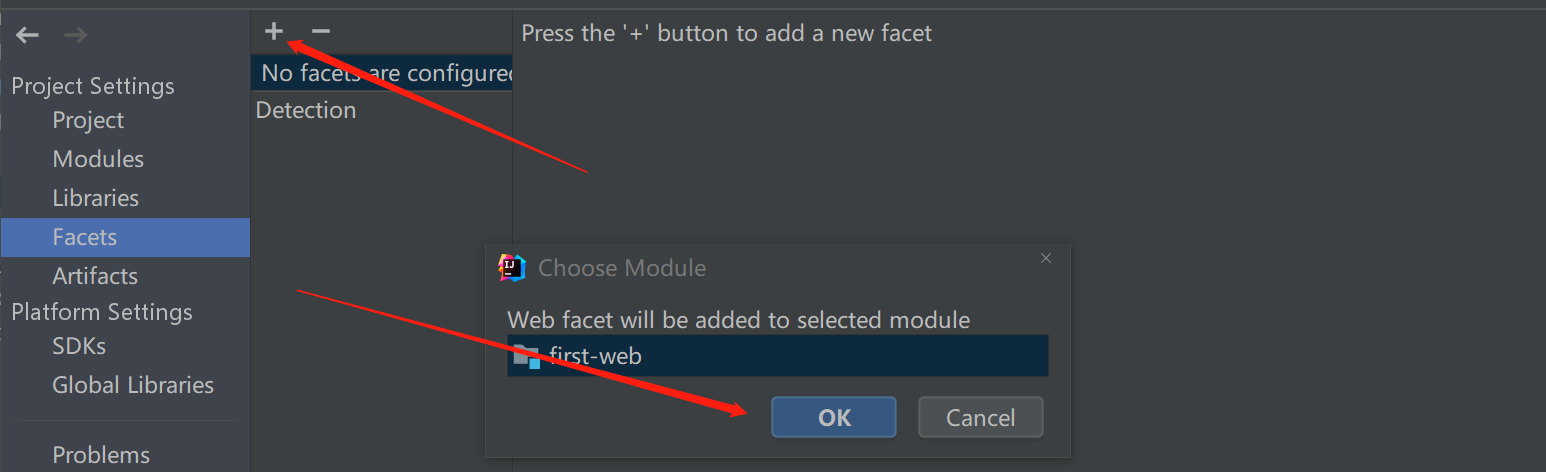 Press the '+' button to add a new facet
No facets are configured
Detection
Project Settings
Project
Modules
Libraries
Facets
Artifacts
Platform Settings
SDKs
Global Libraries
Problems
IJ
Choose Module
Web facet will be added to selected module
first-web
OK
Cancel